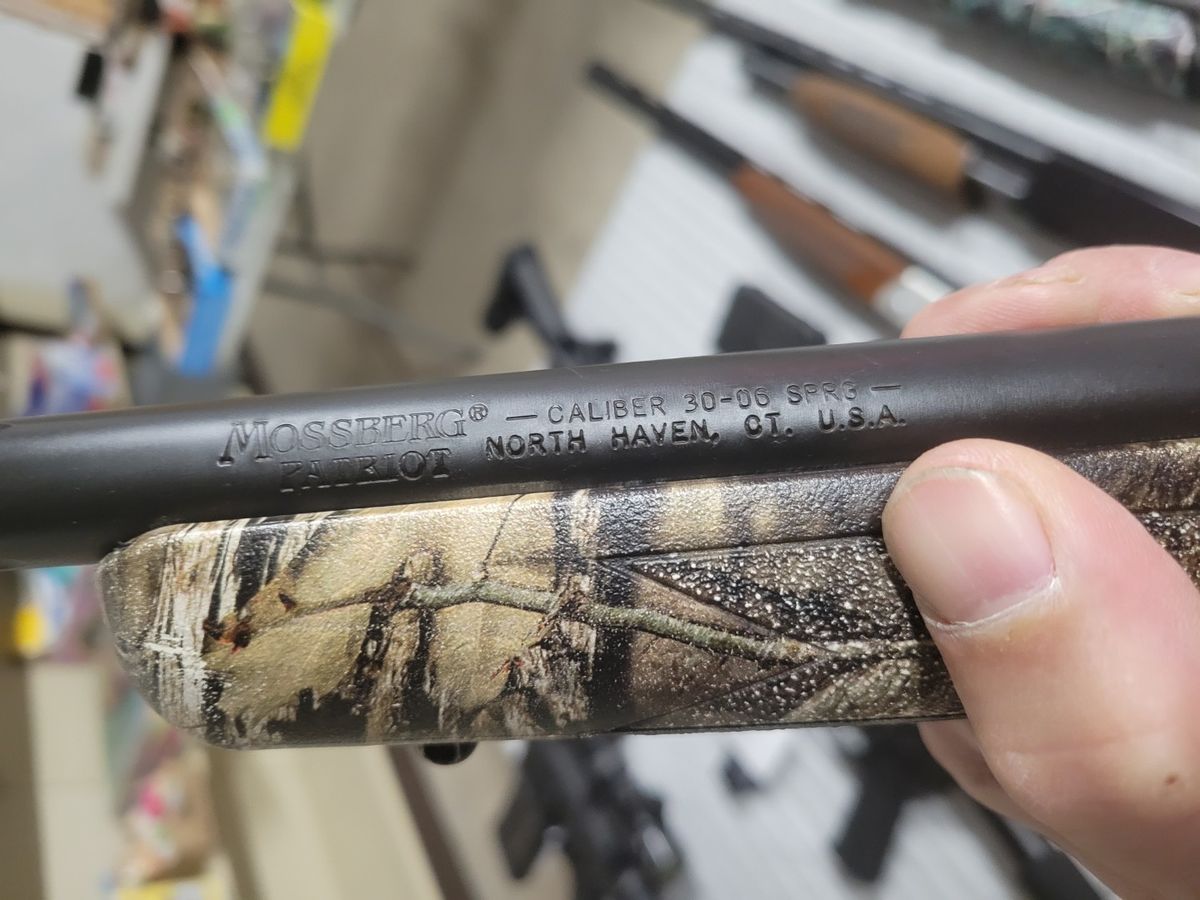 MOSSBERG®
PATRIOT
— CALIBER 30-06 SPRG —
NORTH HAVEN, CT. U.S.A.